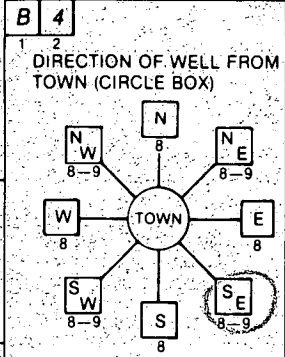 B 4
1 2
DIRECTION OF WELL FROM
TOWN (CIRCLE BOX)
N
8
N W
8-9
N E
8-9
W
8
TOWN
E
8
S W
8-9
S
8
S E
8-9